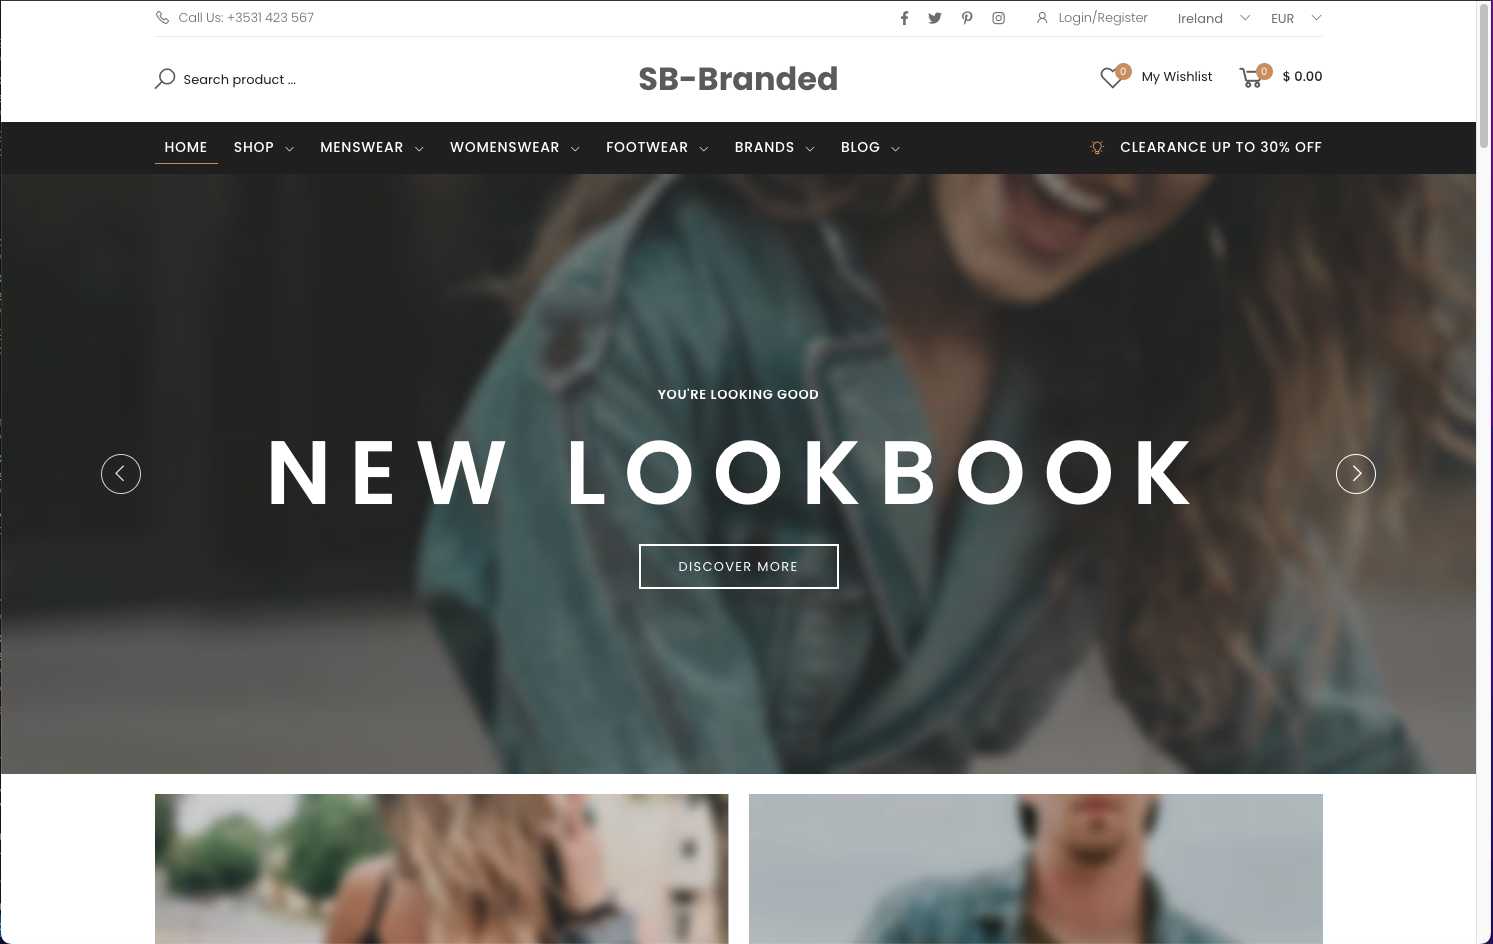 Call Us: +3531 423 567
Login/Register
Ireland
EUR
Search product ...
SB-Branded
0
My Wishlist
0
$ 0.00
HOME
SHOP
MENSWEAR
WOMENSWEAR
FOOTWEAR
BRANDS
BLOG
CLEARANCE UP TO 30% OFF
YOU'RE LOOKING GOOD
NEW LOOKBOOK
DISCOVER MORE